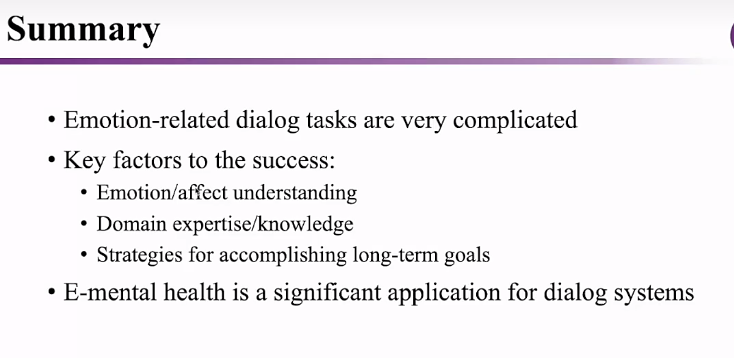 Summary
• Emotion-related dialog tasks are very complicated
• Key factors to the success:
• Emotion/affect understanding
• Domain expertise/knowledge
• Strategies for accomplishing long-term goals
• E-mental health is a significant application for dialog systems